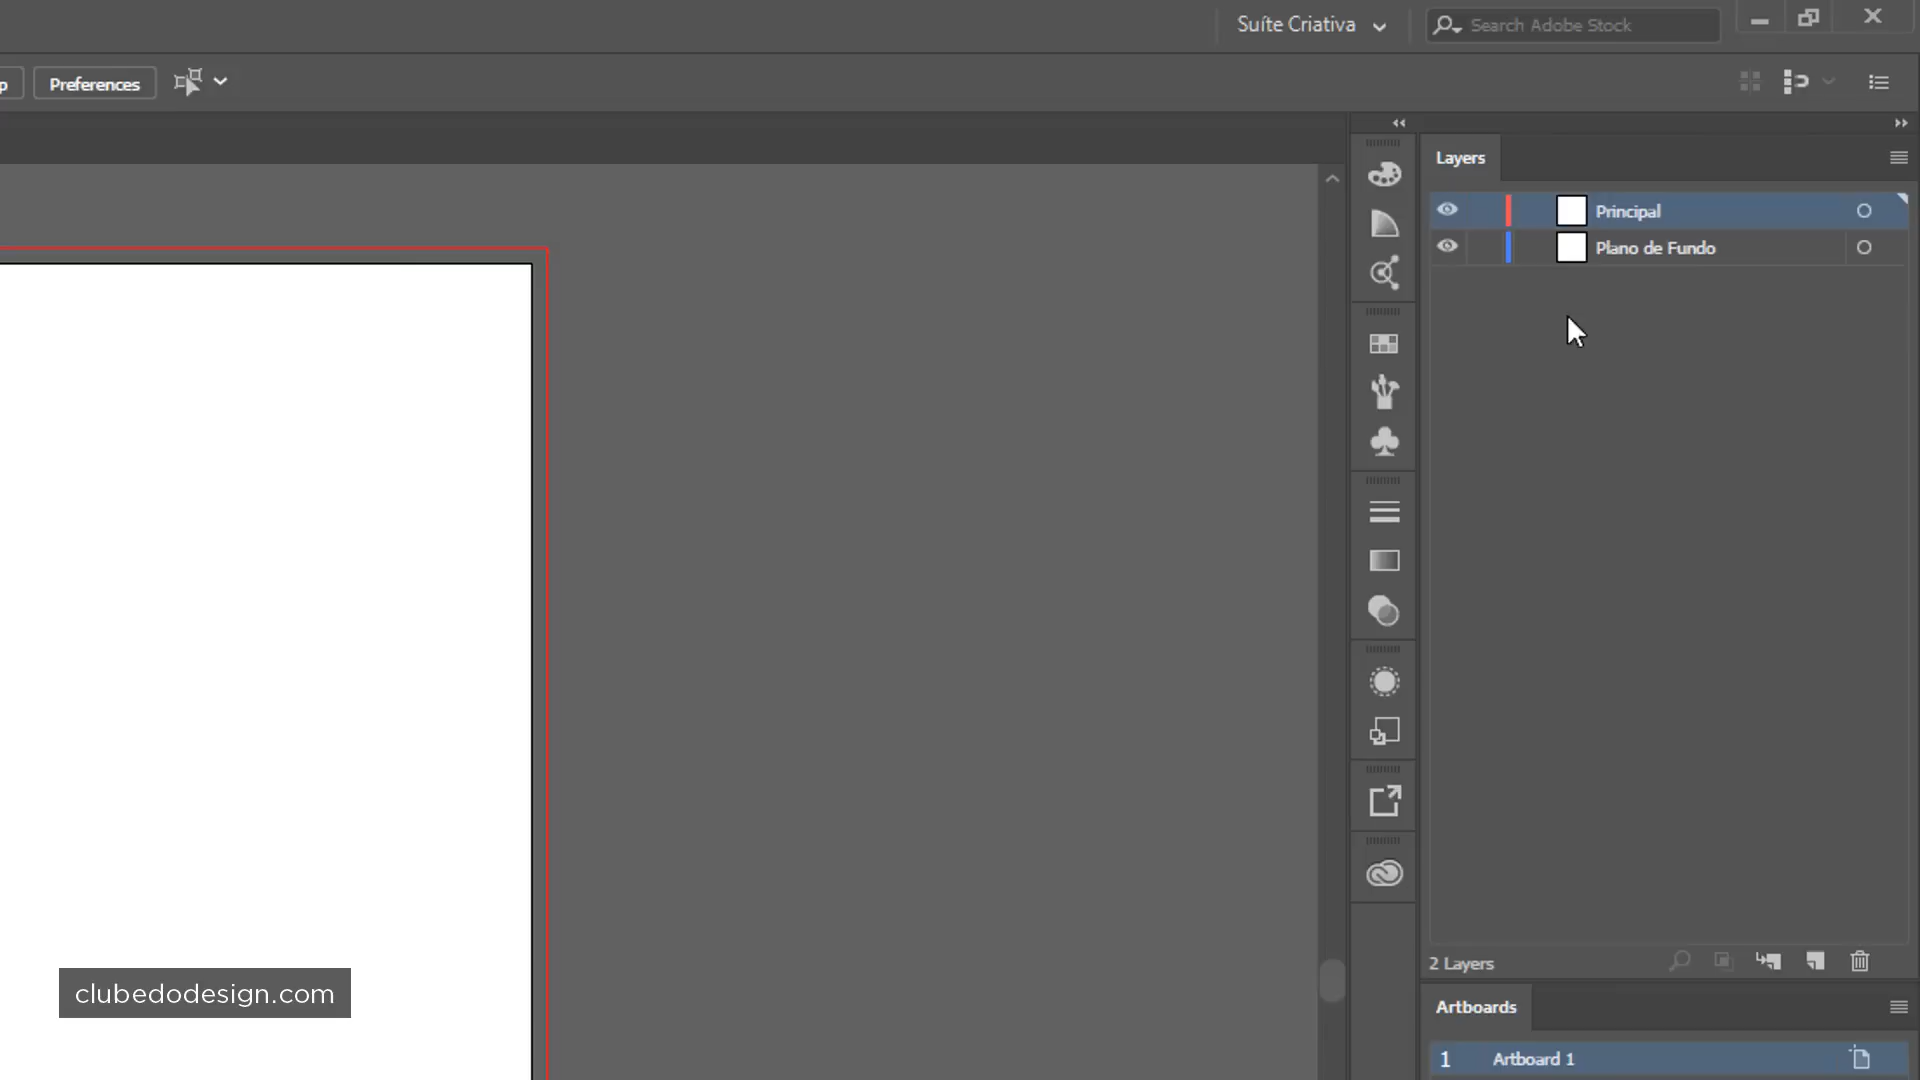 Suíte Criativa
Search Adobe Stock
p
Preferences
Layers
Principal
Plano de Fundo
2 Layers
clubedodesign.com
Artboards
1 Artboard 1